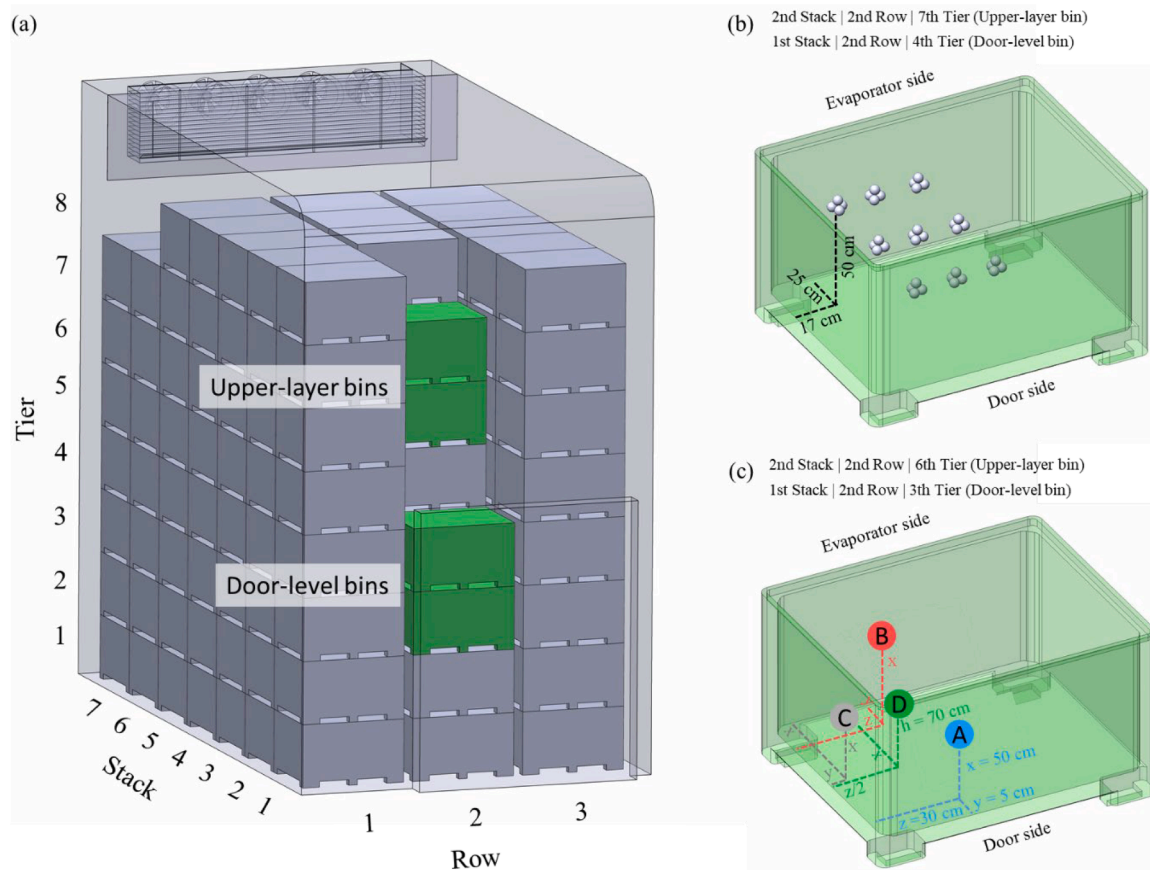 (a)
8
7
6
5
4
3
2
1
Tier
Upper-layer bins
Door-level bins
7 6 5 4 3 2 1
Stack
1 2 3
Row
(b)
2nd Stack | 2nd Row | 7th Tier (Upper-layer bin)
1st Stack | 2nd Row | 4th Tier (Door-level bin)
Evaporator side
50 cm
25 cm
17 cm
Door side
(c)
2nd Stack | 2nd Row | 6th Tier (Upper-layer bin)
1st Stack | 2nd Row | 3th Tier (Door-level bin)
Evaporator side
B
x
z
D
C
h = 70 cm
A
x
x = 50 cm
z/2
z =30 cm
y = 5 cm
Door side